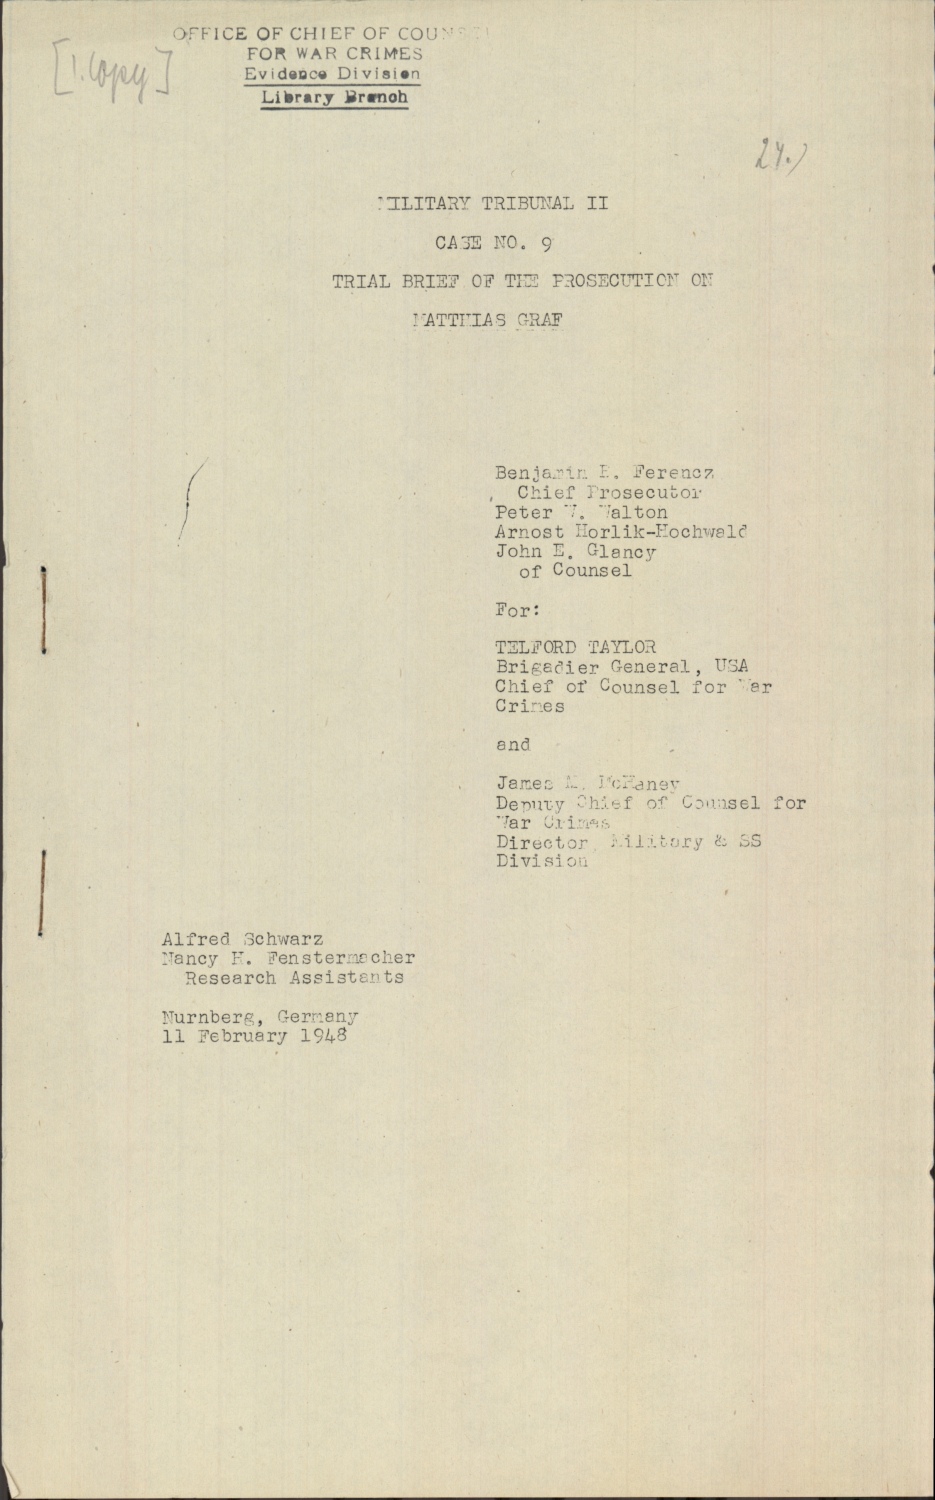 OFFICE OF CHIEF OF COUNSEL
FOR WAR CRIMES
Evidence Division
Library Branch
[1. Copy]
24.)
MILITARY TRIBUNAL II
CASE NO. 9
TRIAL BRIEF OF THE PROSECUTION ON
MATTHIAS GRAF
Benjamin B. Ferencz
Chief Prosecutor
Peter W. Walton
Arnost Horlik-Hochwald
John E. Glancy
of Counsel
For:
TELFORD TAYLOR
Brigadier General, USA
Chief of Counsel for War
Crimes
and
James M. McHaney
Deputy Chief of Counsel for
War Crimes
Director, Military & SS
Division
Alfred Schwarz
Nancy H. Fenstermacher
Research Assistants
Nurnberg, Germany
11 February 1948